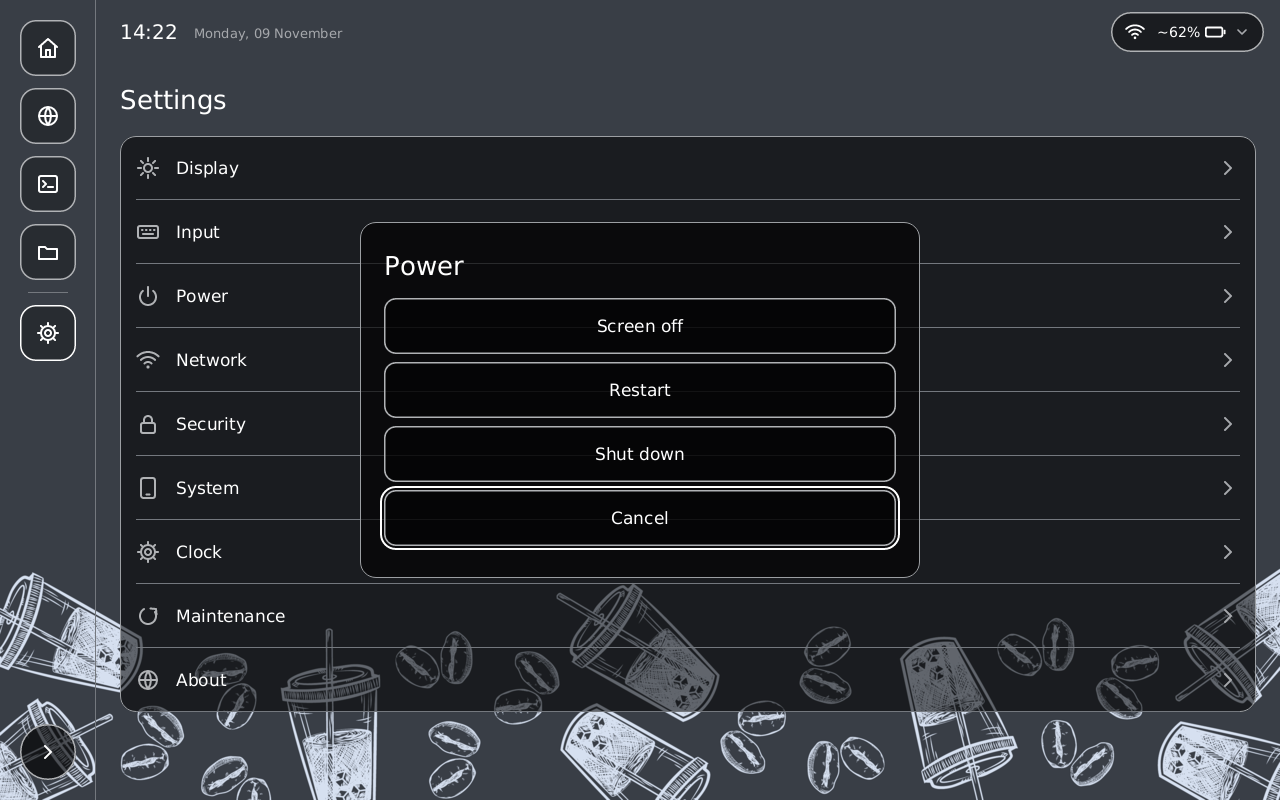 14:22 Monday, 09 November
~62%
Settings
Display
Input
Power
Network
Security
System
Clock
Maintenance
About
Power
Screen off
Restart
Shut down
Cancel